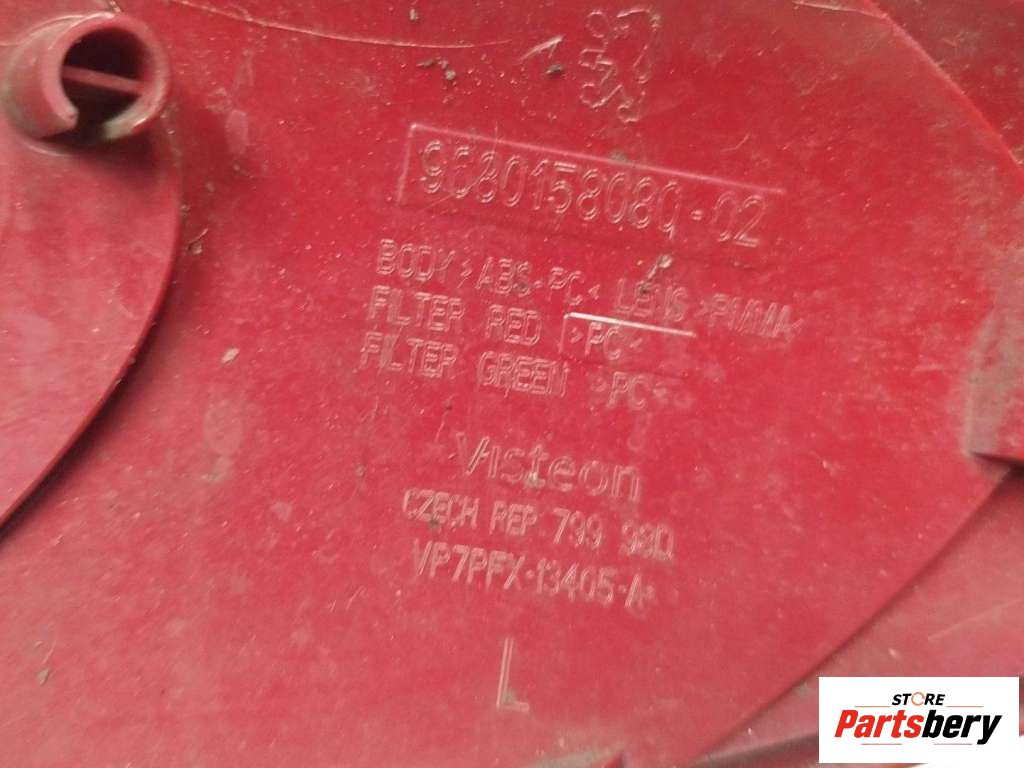 9680158080-02
BODY >ABS+PC< LENS >PMMA<
FILTER RED >PC<
FILTER GREEN >PC<
Visteon
CZECH REP. 799 98D
VP7PFX-13405-A
L
STORE
Partsbery